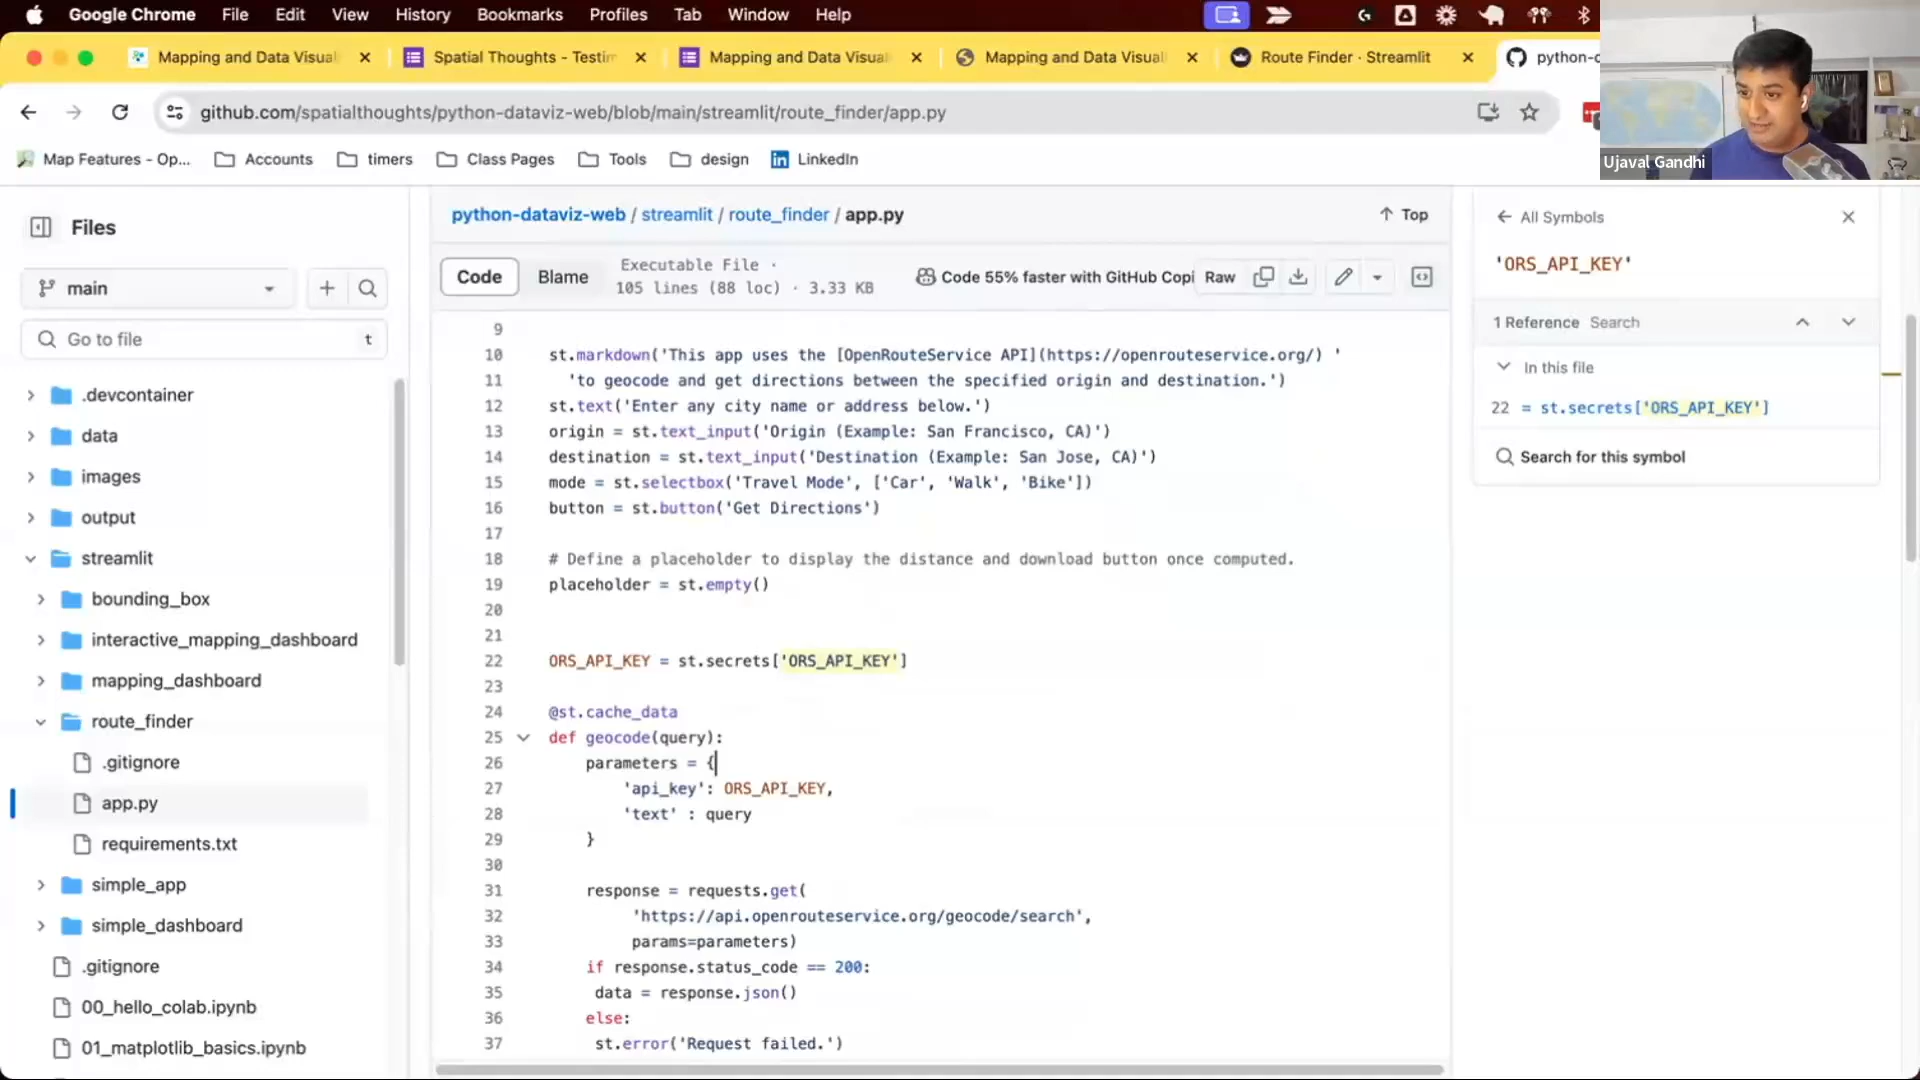 Google Chrome File Edit View History Bookmarks Profiles Tab Window Help
Mapping and Data Visual Spatial Thoughts - Testim Mapping and Data Visual Mapping and Data Visual Route Finder · Streamlit python-d
github.com/spatialthoughts/python-dataviz-web/blob/main/streamlit/route_finder/app.py
Map Features - Op... Accounts timers Class Pages Tools design LinkedIn
Ujaval Gandhi
Files
main
Go to file t
.devcontainer
data
images
output
streamlit
bounding_box
interactive_mapping_dashboard
mapping_dashboard
route_finder
.gitignore
app.py
requirements.txt
simple_app
simple_dashboard
.gitignore
00_hello_colab.ipynb
01_matplotlib_basics.ipynb
python-dataviz-web / streamlit / route_finder / app.py Top
Code Blame Executable File · 
105 lines (88 loc) · 3.33 KB
Code 55% faster with GitHub Copi Raw
9
10 st.markdown('This app uses the [OpenRouteService API](https://openrouteservice.org/) '
11 'to geocode and get directions between the specified origin and destination.')
12 st.text('Enter any city name or address below.')
13 origin = st.text_input('Origin (Example: San Francisco, CA)')
14 destination = st.text_input('Destination (Example: San Jose, CA)')
15 mode = st.selectbox('Travel Mode', ['Car', 'Walk', 'Bike'])
16 button = st.button('Get Directions')
17
18 # Define a placeholder to display the distance and download button once computed.
19 placeholder = st.empty()
20
21
22 ORS_API_KEY = st.secrets['ORS_API_KEY']
23
24 @st.cache_data
25 def geocode(query):
26 parameters = {
27 'api_key': ORS_API_KEY,
28 'text' : query
29 }
30
31 response = requests.get(
32 'https://api.openrouteservice.org/geocode/search',
33 params=parameters)
34 if response.status_code == 200:
35 data = response.json()
36 else:
37 st.error('Request failed.')
All Symbols
'ORS_API_KEY'
1 Reference Search
In this file
22 = st.secrets['ORS_API_KEY']
Search for this symbol